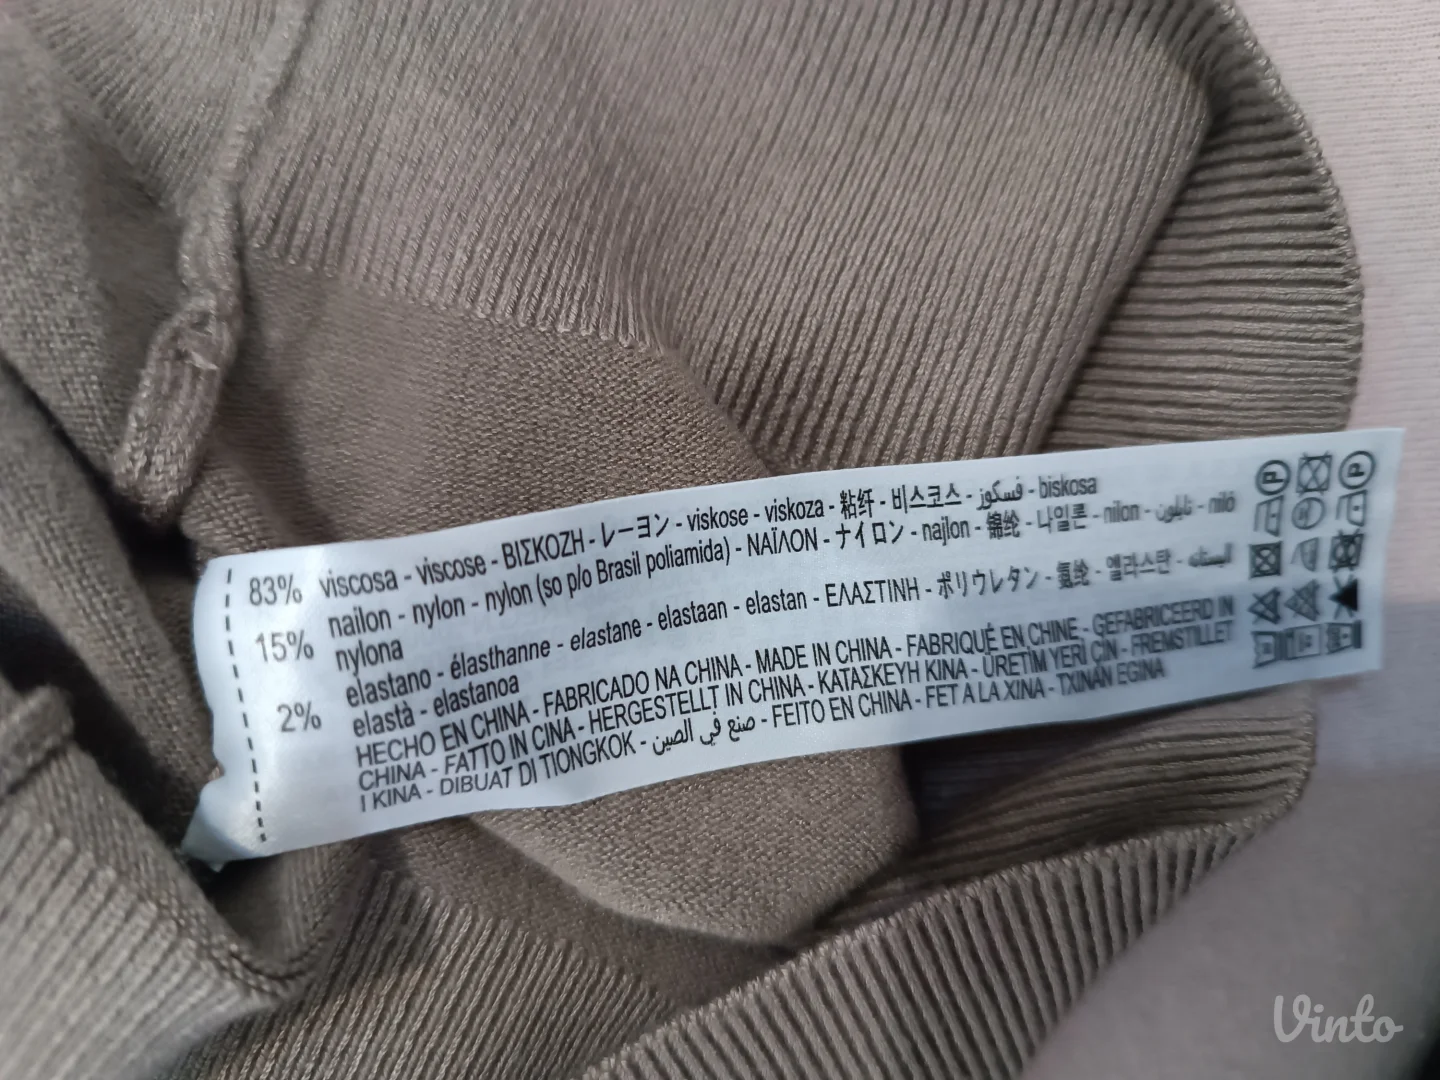 83% viscosa - viscose - ΒΙΣΚΟΖΗ - レーヨン - viskose - viskoza - 粘纤 - 비스코스 - فسكوز - biskosa
15% nailon - nylon - nylon (so p/o Brasil poliamida) - ΝΑΪΛΟΝ - ナイロン - najlon - 锦纶 - 나일론 - nilon - نايلون - niló
nylona
2% elastano - élasthanne - elastane - elastaan - elastan - ΕΛΑΣΤΙΝΗ - ポリウレタン - 氨纶 - 엘라스탄 -
elastà - elastanoa
HECHO EN CHINA - FABRICADO NA CHINA - MADE IN CHINA - FABRIQUÉ EN CHINE - GEFABRICEERD IN
CHINA - FATTO IN CINA - HERGESTELLT IN CHINA - ΚΑΤΑΣΚΕΥΗ ΚΙΝΑ - ÜRETİM YERİ ÇİN - FREMSTILLET
I KINA - DIBUAT DI TIONGKOK - صنع في الصين - FEITO EN CHINA - FET A LA XINA - TXINAN EGINA
P P
Vinto